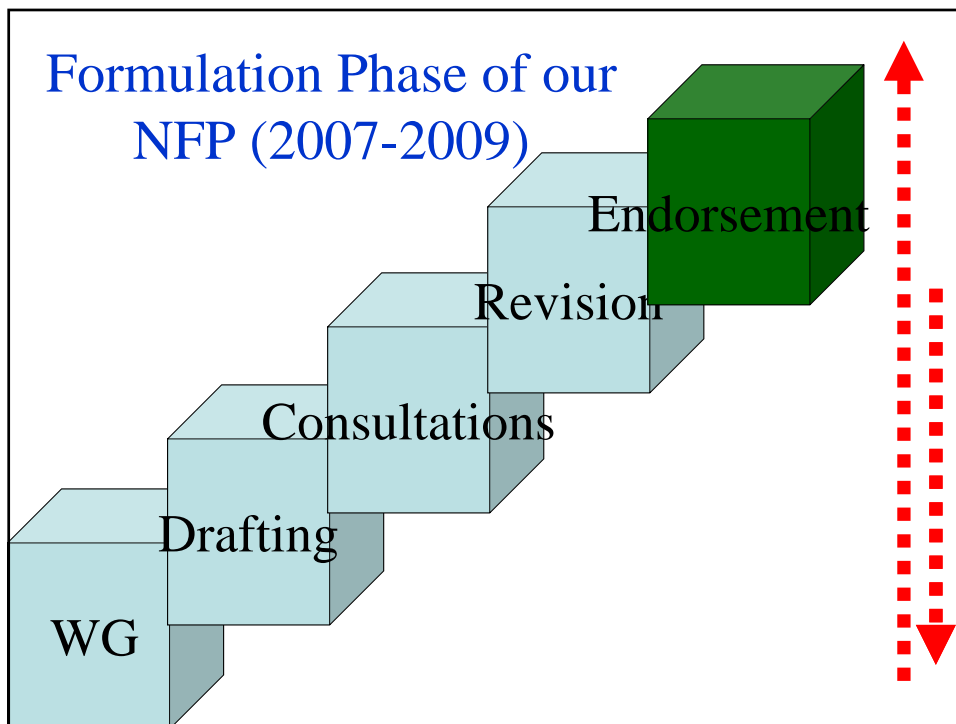 Formulation Phase of our
NFP (2007-2009)
Endorsement
Revision
Consultations
Drafting
WG